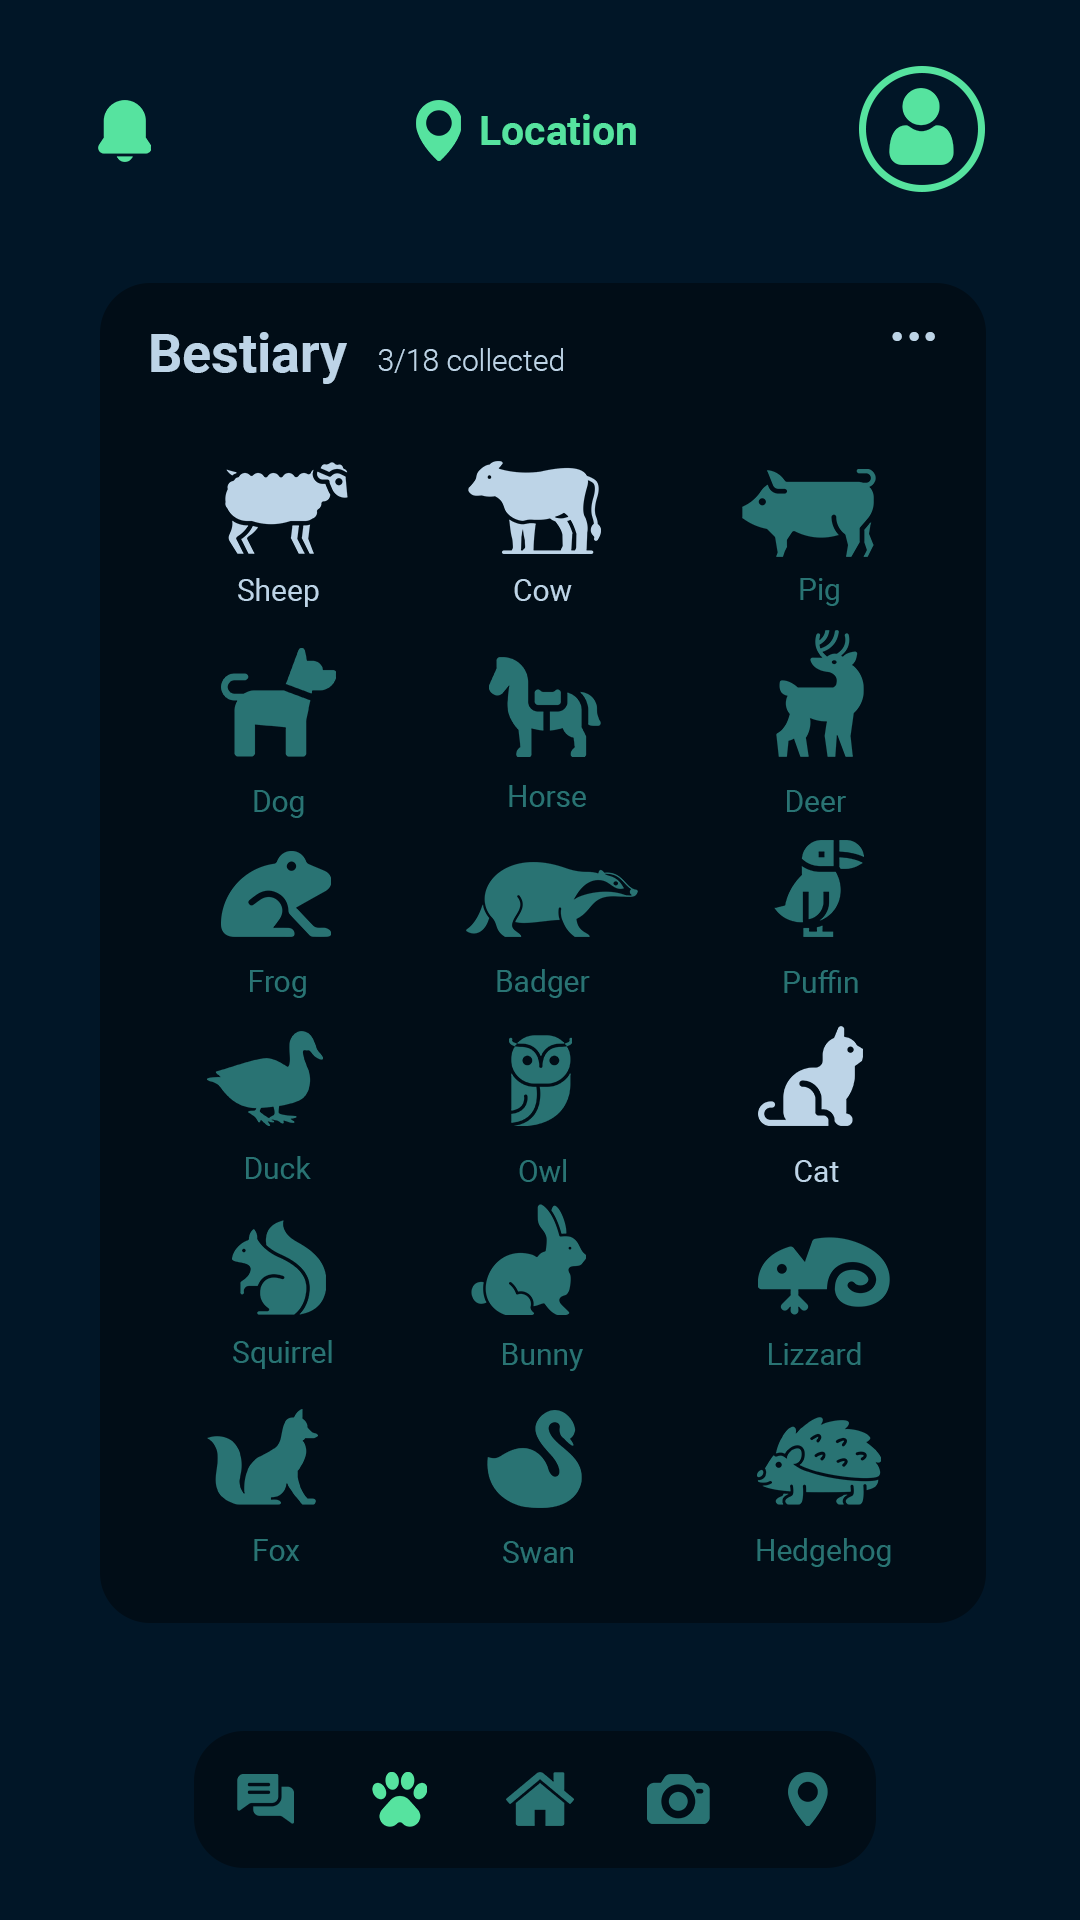 Location
Bestiary 3/18 collected
Sheep Cow Pig
Dog Horse Deer
Frog Badger Puffin
Duck Owl Cat
Squirrel Bunny Lizzard
Fox Swan Hedgehog